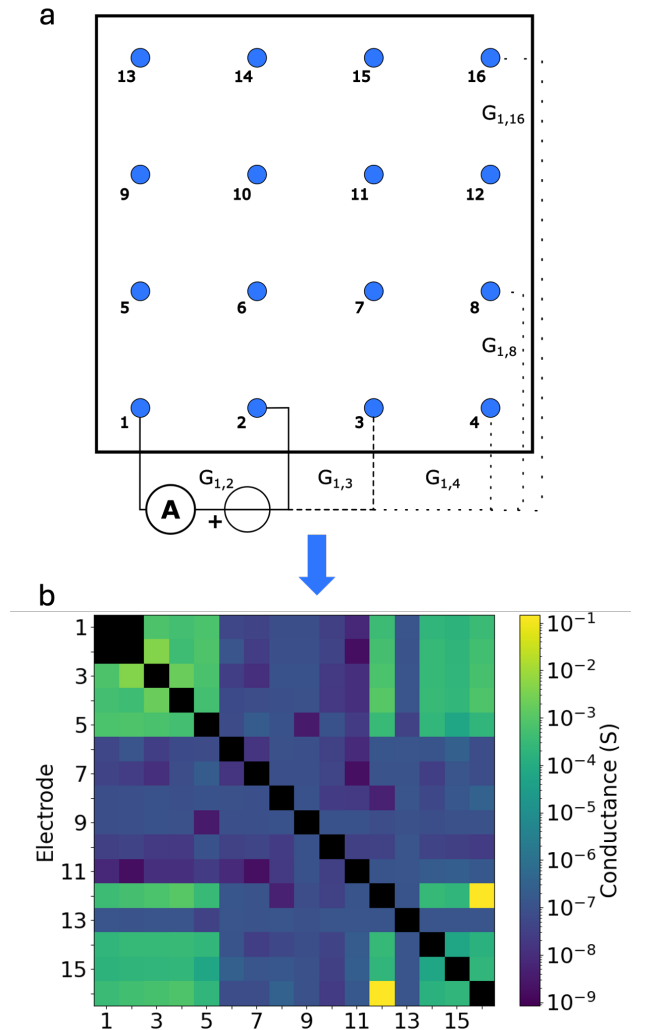 a
13 14 15 16
G1,16
9 10 11 12
5 6 7 8
G1,8
1 2 3 4
G1,2 G1,3 G1,4
A
+
b
1
3
5
7
9
11
13
15
Electrode
1 3 5 7 9 11 13 15
10⁻¹
10⁻²
10⁻³
10⁻⁴
10⁻⁵
10⁻⁶
10⁻⁷
10⁻⁸
10⁻⁹
Conductance (S)